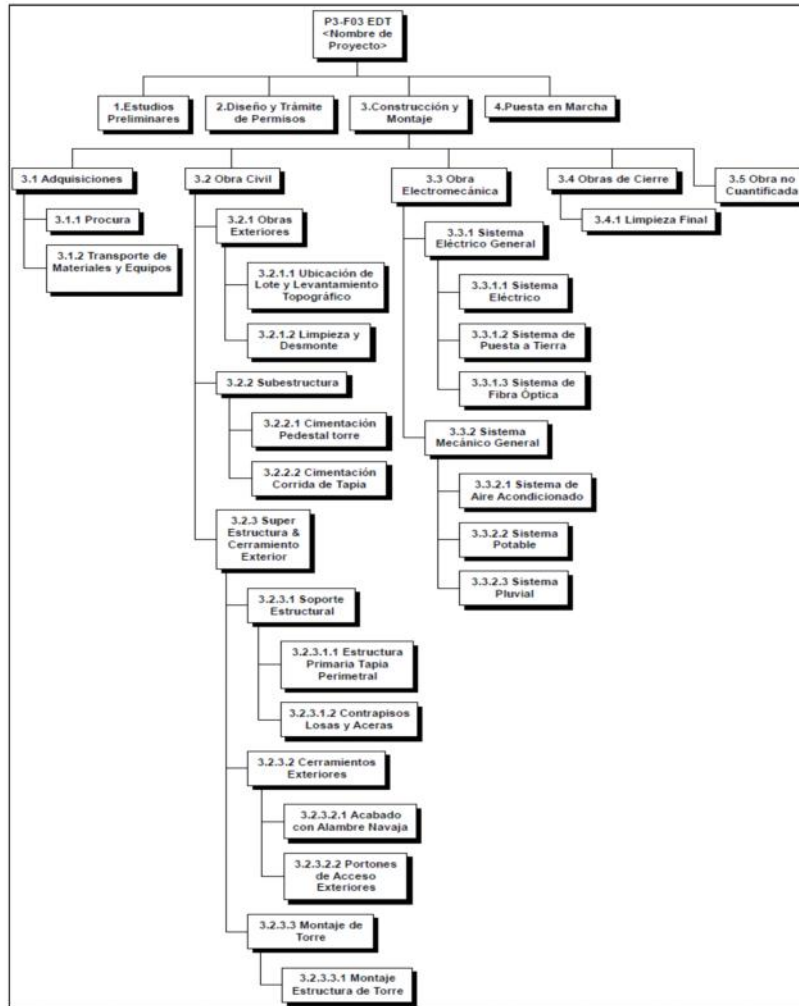 P3-F03 EDT
<Nombre de
Proyecto>
1.Estudios
Preliminares
2.Diseño y Trámite
de Permisos
3.Construcción y
Montaje
4.Puesta en Marcha
3.1 Adquisiciones
3.1.1 Procura
3.1.2 Transporte de
Materiales y Equipos
3.2 Obra Civil
3.2.1 Obras
Exteriores
3.2.1.1 Ubicación de
Lote y Levantamiento
Topográfico
3.2.1.2 Limpieza y
Desmonte
3.2.2 Subestructura
3.2.2.1 Cimentación
Pedestal torre
3.2.2.2 Cimentación
Corrida de Tapia
3.2.3 Super
Estructura &
Cerramiento
Exterior
3.2.3.1 Soporte
Estructural
3.2.3.1.1 Estructura
Primaria Tapia
Perimetral
3.2.3.1.2 Contrapisos
Losas y Aceras
3.2.3.2 Cerramientos
Exteriores
3.2.3.2.1 Acabado
con Alambre Navaja
3.2.3.2.2 Portones
de Acceso
Exteriores
3.2.3.3 Montaje de
Torre
3.2.3.3.1 Montaje
Estructura de Torre
3.3 Obra
Electromecánica
3.3.1 Sistema
Eléctrico General
3.3.1.1 Sistema
Eléctrico
3.3.1.2 Sistema de
Puesta a Tierra
3.3.1.3 Sistema de
Fibra Óptica
3.3.2 Sistema
Mecánico General
3.3.2.1 Sistema de
Aire Acondicionado
3.3.2.2 Sistema
Potable
3.3.2.3 Sistema
Pluvial
3.4 Obras de Cierre
3.4.1 Limpieza Final
3.5 Obra no
Cuantificada